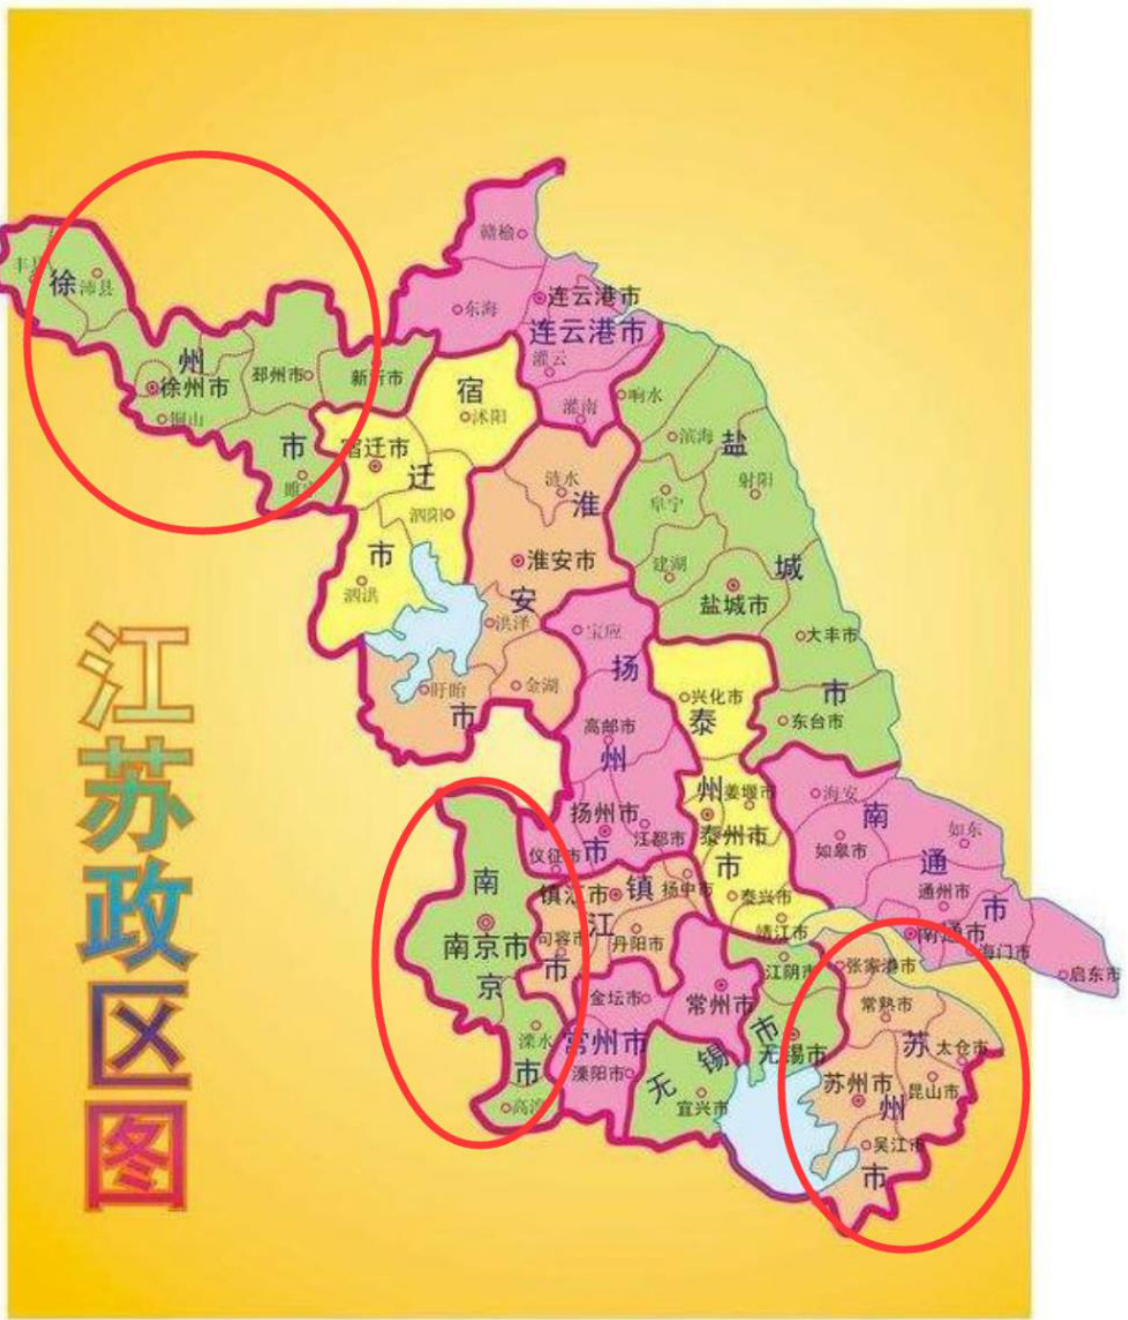 江苏政区图
徐州市
丰县
沛县
徐州市
铜山
邳州市
新沂市
睢宁
连云港市
赣榆
东海
连云港市
灌云
灌南
宿迁市
沭阳
宿迁市
泗阳
泗洪
淮安市
涟水
淮安市
洪泽
盱眙
金湖
盐城市
响水
滨海
射阳
阜宁
建湖
盐城市
大丰市
东台市
扬州市
宝应
高邮市
扬州市
江都市
仪征市
泰州市
兴化市
姜堰市
泰州市
泰兴市
靖江市
南通市
海安
如东
如皋市
通州市
南通市
海门市
启东市
南京市
南京市
溧水
高淳
镇江市
镇江市
扬中市
句容市
丹阳市
常州市
金坛市
常州市
溧阳市
无锡市
江阴市
无锡市
宜兴市
苏州市
张家港市
常熟市
太仓市
苏州市
昆山市
吴江市